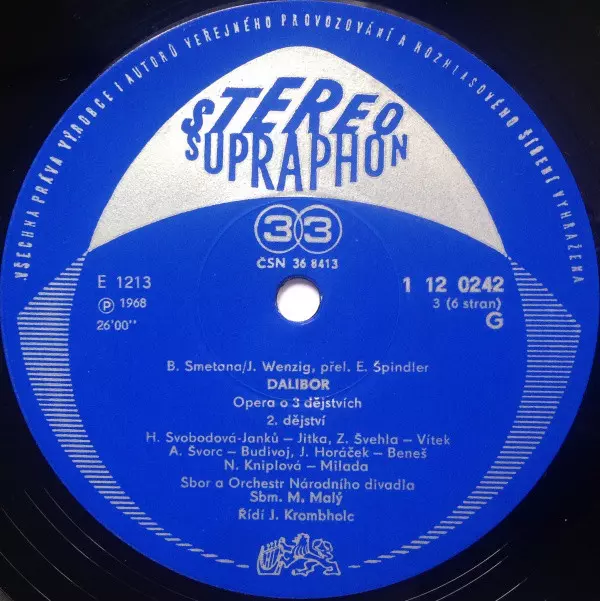 VŠECHNA PRÁVA VÝROBCE I AUTORŮ VEŘEJNÉHO PROVOZOVÁNÍ A ROZHLASOVÉHO ŠÍŘENÍ VYHRAŽENA
STEREO
SUPRAPHON
33
ČSN 36 8413
E 1213
℗ 1968
26'00''
1 12 0242
3 (6 stran)
G
B. Smetana/J. Wenzig, přel. E. Špindler
DALIBOR
Opera o 3 dějstvích
2. dějství
H. Svobodová-Janků – Jitka, Z. Švehla – Vítek
A. Švorc – Budivoj, J. Horáček – Beneš
N. Kniplová – Milada
Sbor a Orchestr Národního divadla
Sbm. M. Malý
Řídí J. Krombholc